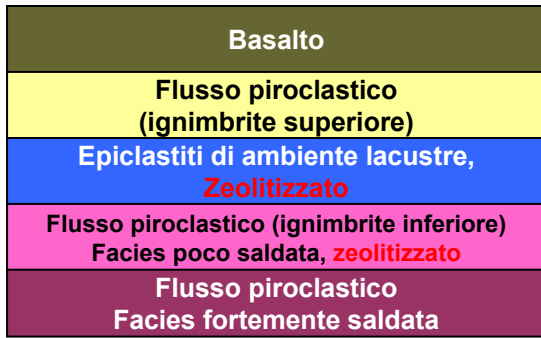 Basalto
Flusso piroclastico
(ignimbrite superiore)
Epiclastiti di ambiente lacustre,
Zeolitizzato
Flusso piroclastico (ignimbrite inferiore)
Facies poco saldata, zeolitizzato
Flusso piroclastico
Facies fortemente saldata